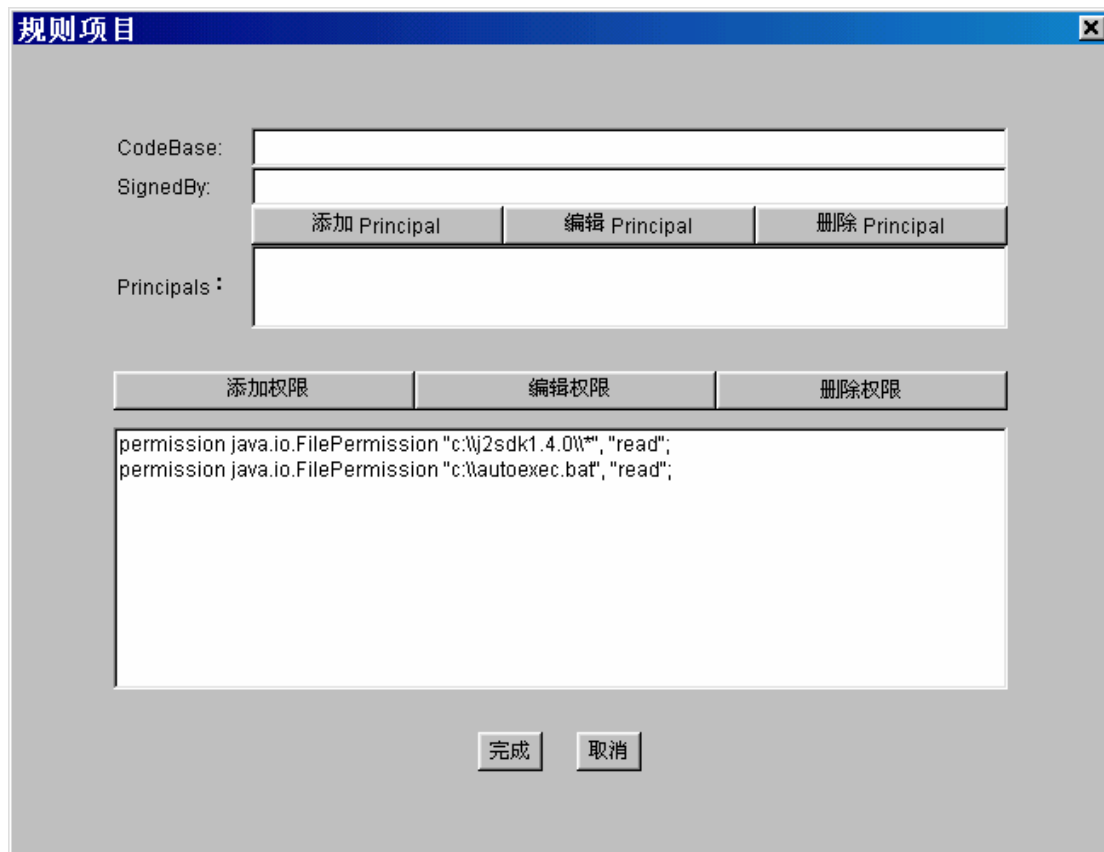 规则项目
CodeBase:
SignedBy:
添加 Principal 编辑 Principal 删除 Principal
Principals：
添加权限 编辑权限 删除权限
permission java.io.FilePermission "c:\\j2sdk1.4.0\\*", "read";
permission java.io.FilePermission "c:\\autoexec.bat", "read";
完成 取消